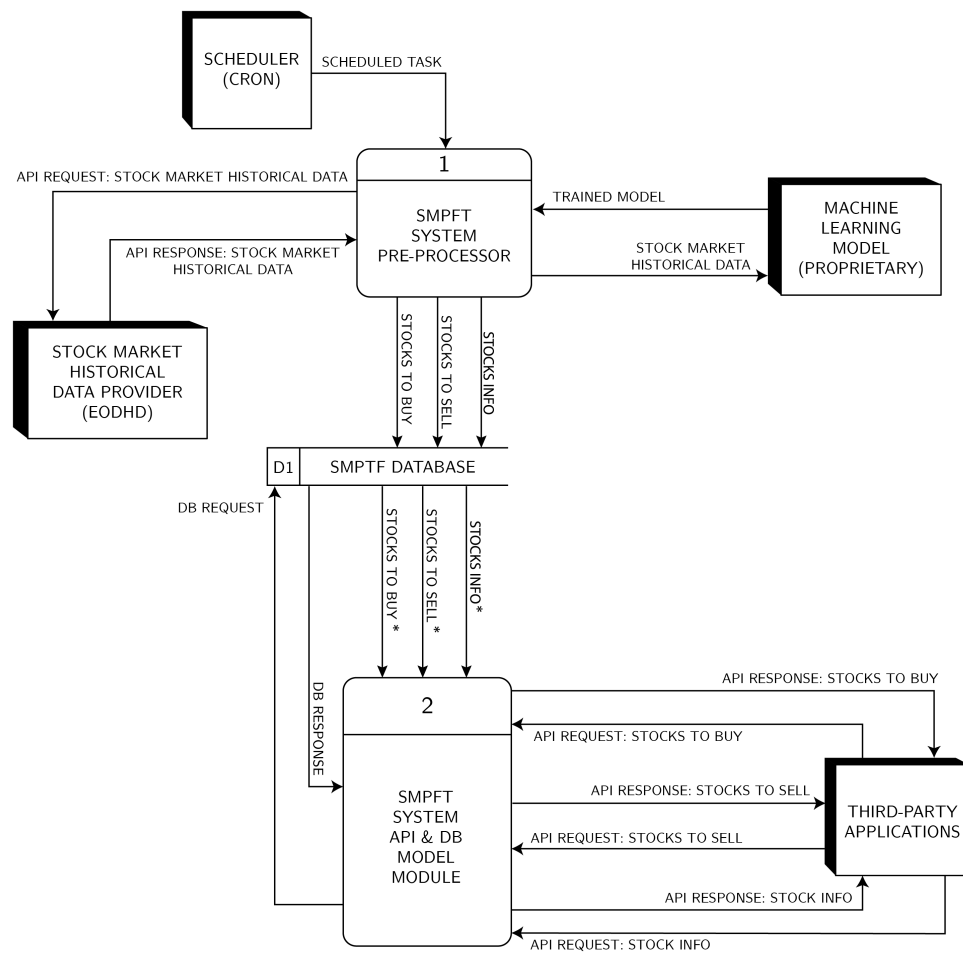 SCHEDULER
(CRON)
SCHEDULED TASK
1
API REQUEST: STOCK MARKET HISTORICAL DATA
SMPFT
SYSTEM
PRE-PROCESSOR
TRAINED MODEL
MACHINE
LEARNING
MODEL
(PROPRIETARY)
API RESPONSE: STOCK MARKET
HISTORICAL DATA
STOCK MARKET
HISTORICAL DATA
STOCK MARKET
HISTORICAL
DATA PROVIDER
(EODHD)
STOCKS TO BUY
STOCKS TO SELL
STOCKS INFO
D1
SMPTF DATABASE
DB REQUEST
STOCKS TO BUY *
STOCKS TO SELL *
STOCKS INFO*
DB RESPONSE
2
SMPFT
SYSTEM
API & DB
MODEL
MODULE
API RESPONSE: STOCKS TO BUY
API REQUEST: STOCKS TO BUY
API RESPONSE: STOCKS TO SELL
API REQUEST: STOCKS TO SELL
THIRD-PARTY
APPLICATIONS
API RESPONSE: STOCK INFO
API REQUEST: STOCK INFO